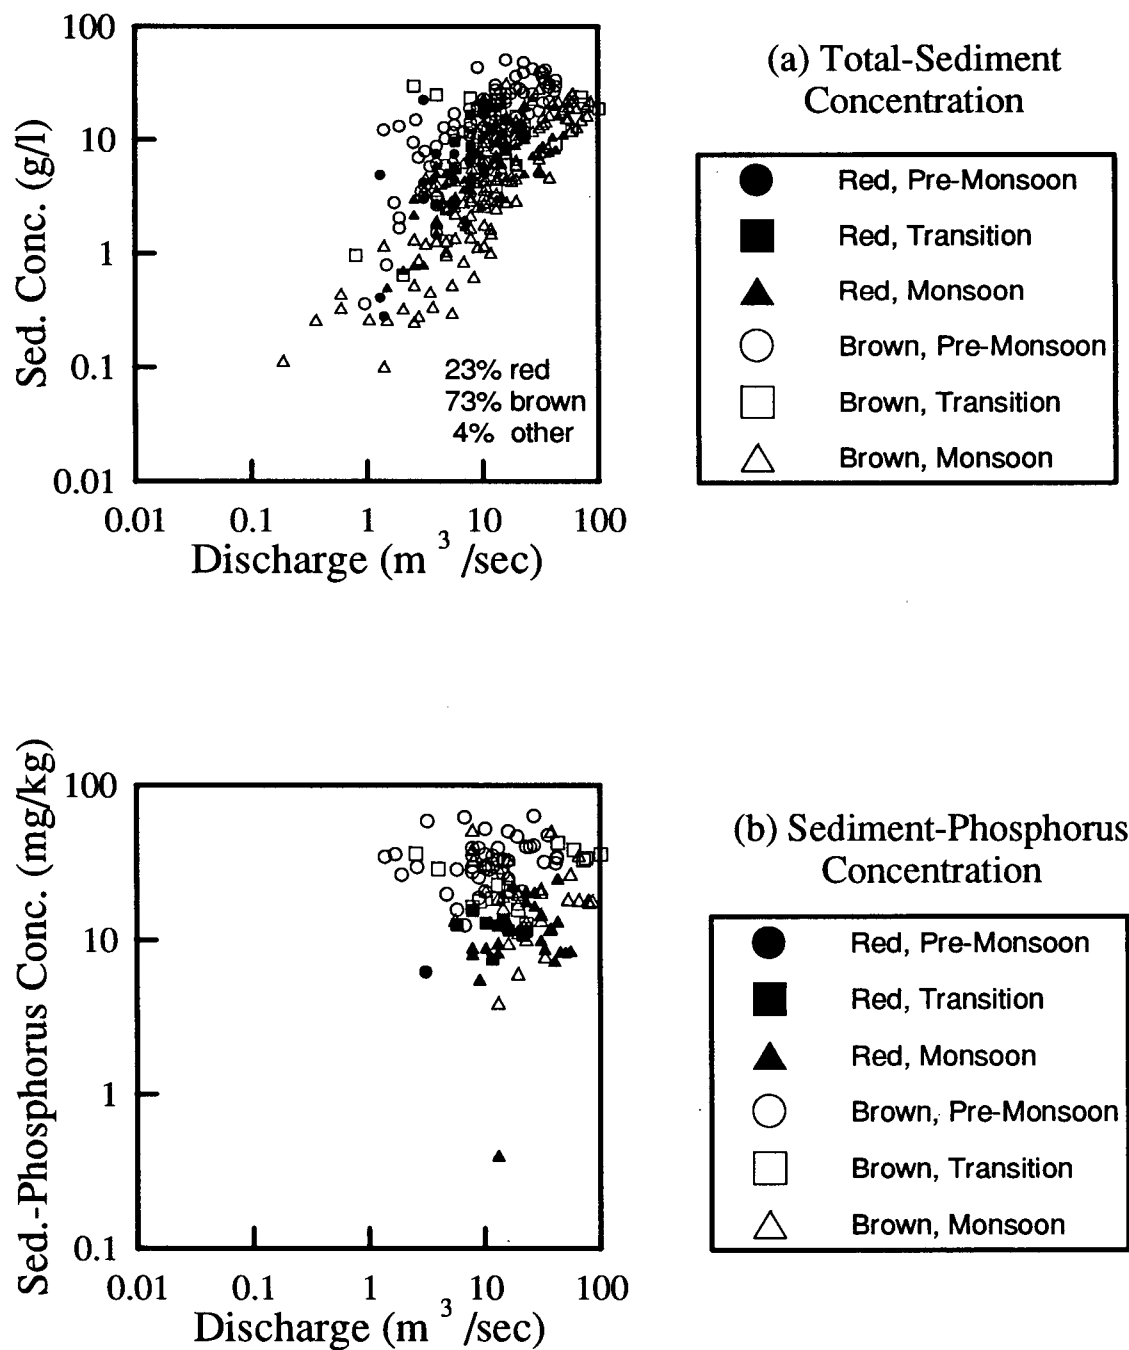 100
10
1
0.1
0.01
Sed. Conc. (g/l)
23% red
73% brown
4% other
0.01 0.1 1 10 100
Discharge (m 3 /sec)
(a) Total-Sediment
Concentration
Red, Pre-Monsoon
Red, Transition
Red, Monsoon
Brown, Pre-Monsoon
Brown, Transition
Brown, Monsoon
100
10
1
0.1
Sed.-Phosphorus Conc. (mg/kg)
0.01 0.1 1 10 100
Discharge (m 3 /sec)
(b) Sediment-Phosphorus
Concentration
Red, Pre-Monsoon
Red, Transition
Red, Monsoon
Brown, Pre-Monsoon
Brown, Transition
Brown, Monsoon